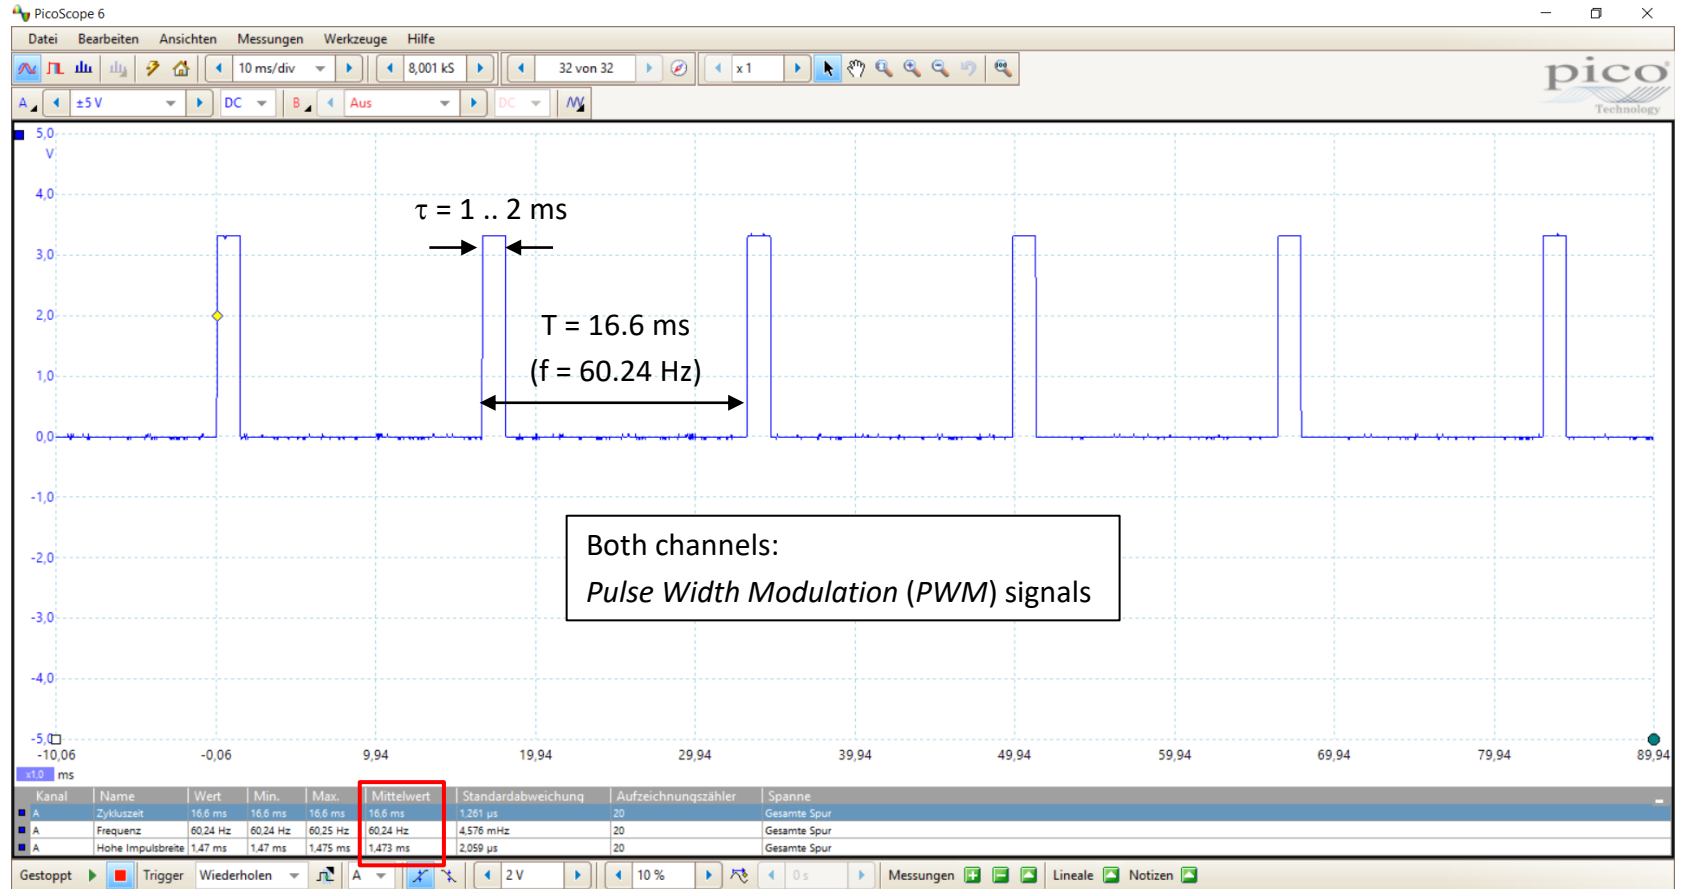 PicoScope 6
Datei Bearbeiten Ansichten Messungen Werkzeuge Hilfe
10 ms/div 8,001 kS 32 von 32 x 1
pico
Technology
A ±5 V DC B Aus DC
5,0
V
4,0
τ = 1 .. 2 ms
3,0
2,0
T = 16.6 ms
(f = 60.24 Hz)
1,0
0,0
-1,0
Both channels:
-2,0
Pulse Width Modulation (PWM) signals
-3,0
-4,0
-5,0
-10,06 -0,06 9,94 19,94 29,94 39,94 49,94 59,94 69,94 79,94 89,94
x1,0 ms
Kanal Name Wert Min. Max. Mittelwert Standardabweichung Aufzeichnungszähler Spanne
A Zykluszeit 16,6 ms 16,6 ms 16,6 ms 16,6 ms 1,261 µs 20 Gesamte Spur
A Frequenz 60,24 Hz 60,24 Hz 60,25 Hz 60,24 Hz 4,576 mHz 20 Gesamte Spur
A Hohe Impulsbreite 1,47 ms 1,47 ms 1,475 ms 1,473 ms 2,059 µs 20 Gesamte Spur
Gestoppt Trigger Wiederholen A 2 V 10 % 0 s Messungen Lineale Notizen